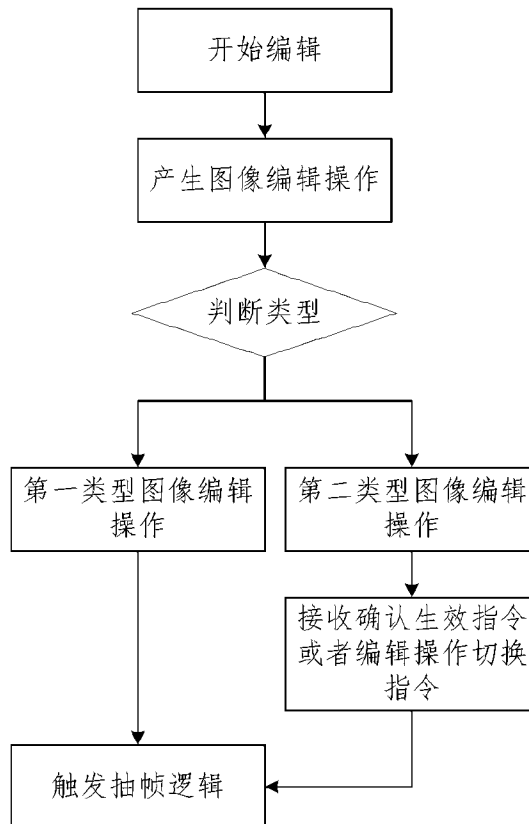 开始编辑
产生图像编辑操作
判断类型
第一类型图像编辑
操作
第二类型图像编辑
操作
接收确认生效指令
或者编辑操作切换
指令
触发抽帧逻辑